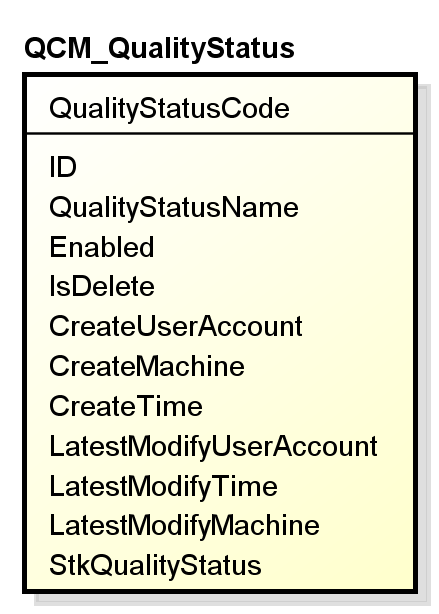 QCM_QualityStatus
QualityStatusCode
ID
QualityStatusName
Enabled
IsDelete
CreateUserAccount
CreateMachine
CreateTime
LatestModifyUserAccount
LatestModifyTime
LatestModifyMachine
StkQualityStatus